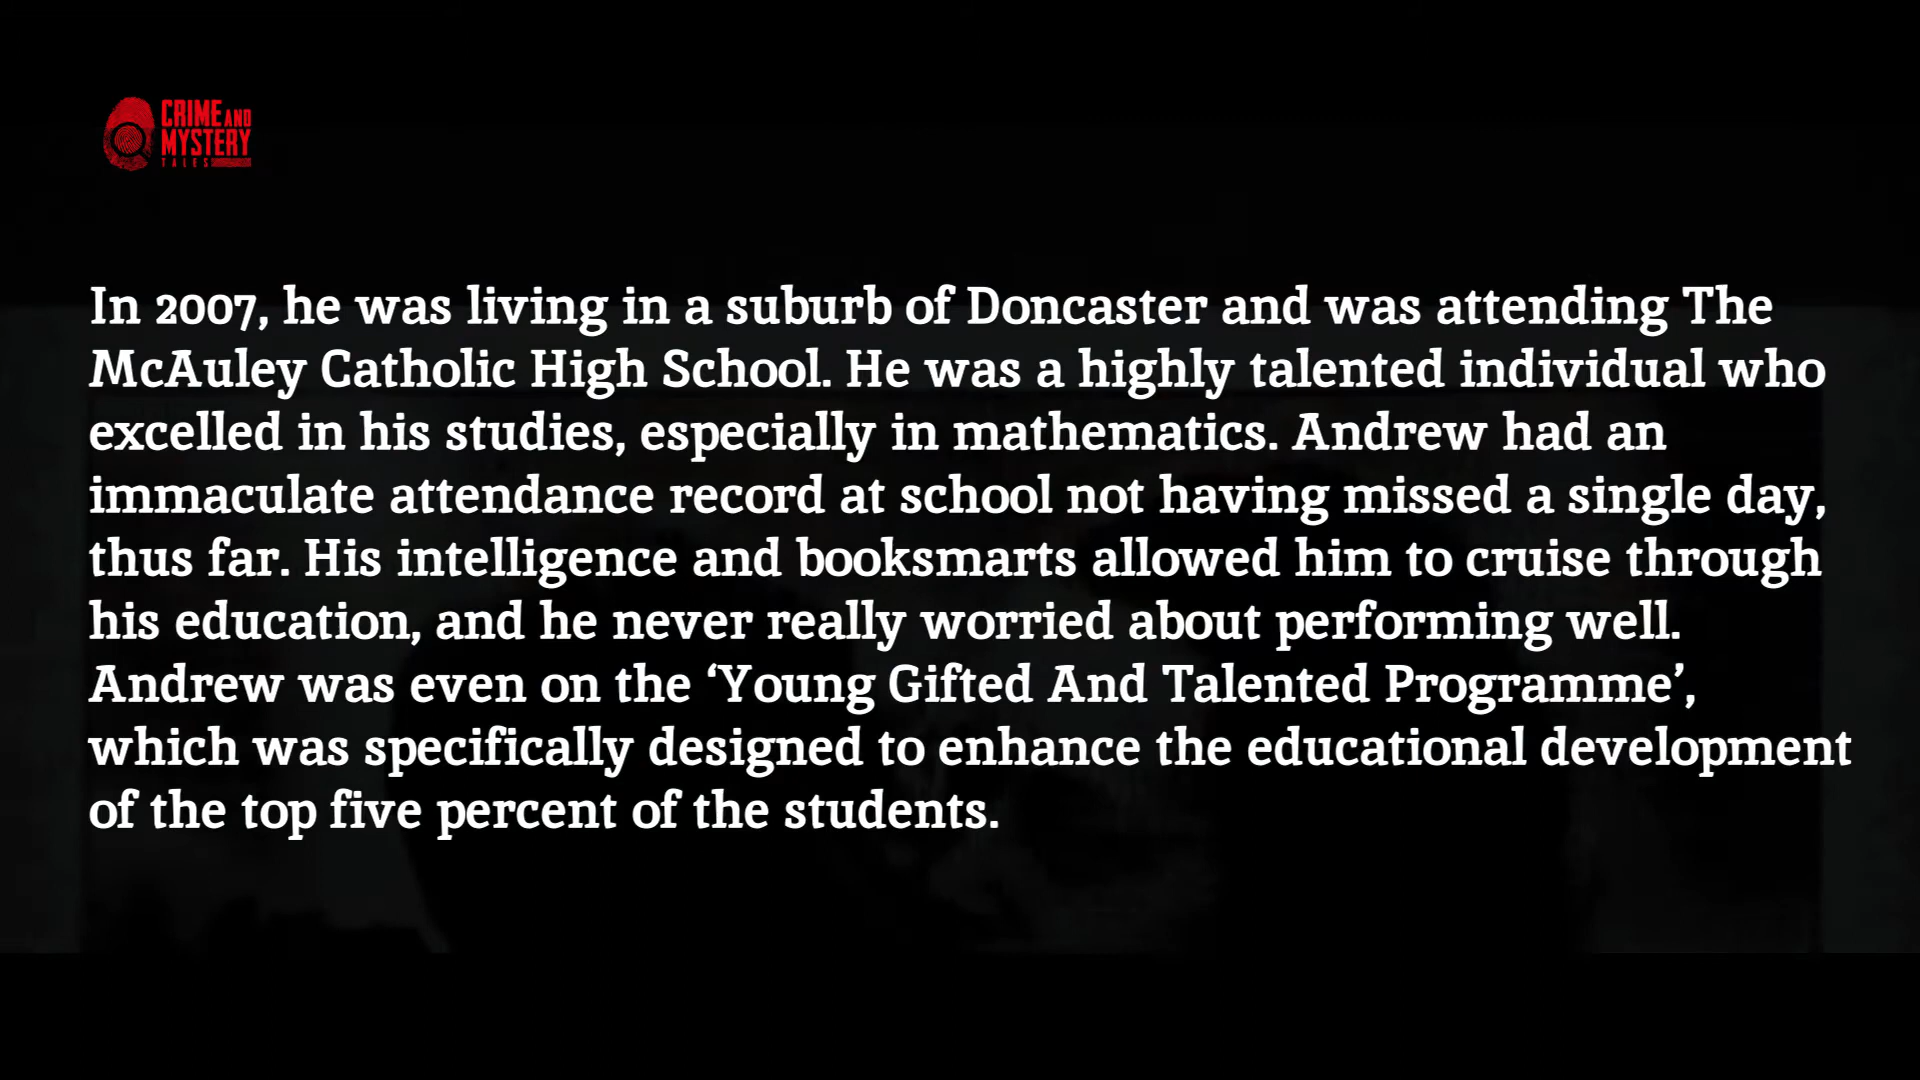 CRIME AND
MYSTERY
TALES
In 2007, he was living in a suburb of Doncaster and was attending The
McAuley Catholic High School. He was a highly talented individual who
excelled in his studies, especially in mathematics. Andrew had an
immaculate attendance record at school not having missed a single day,
thus far. His intelligence and booksmarts allowed him to cruise through
his education, and he never really worried about performing well.
Andrew was even on the ‘Young Gifted And Talented Programme’,
which was specifically designed to enhance the educational development
of the top five percent of the students.